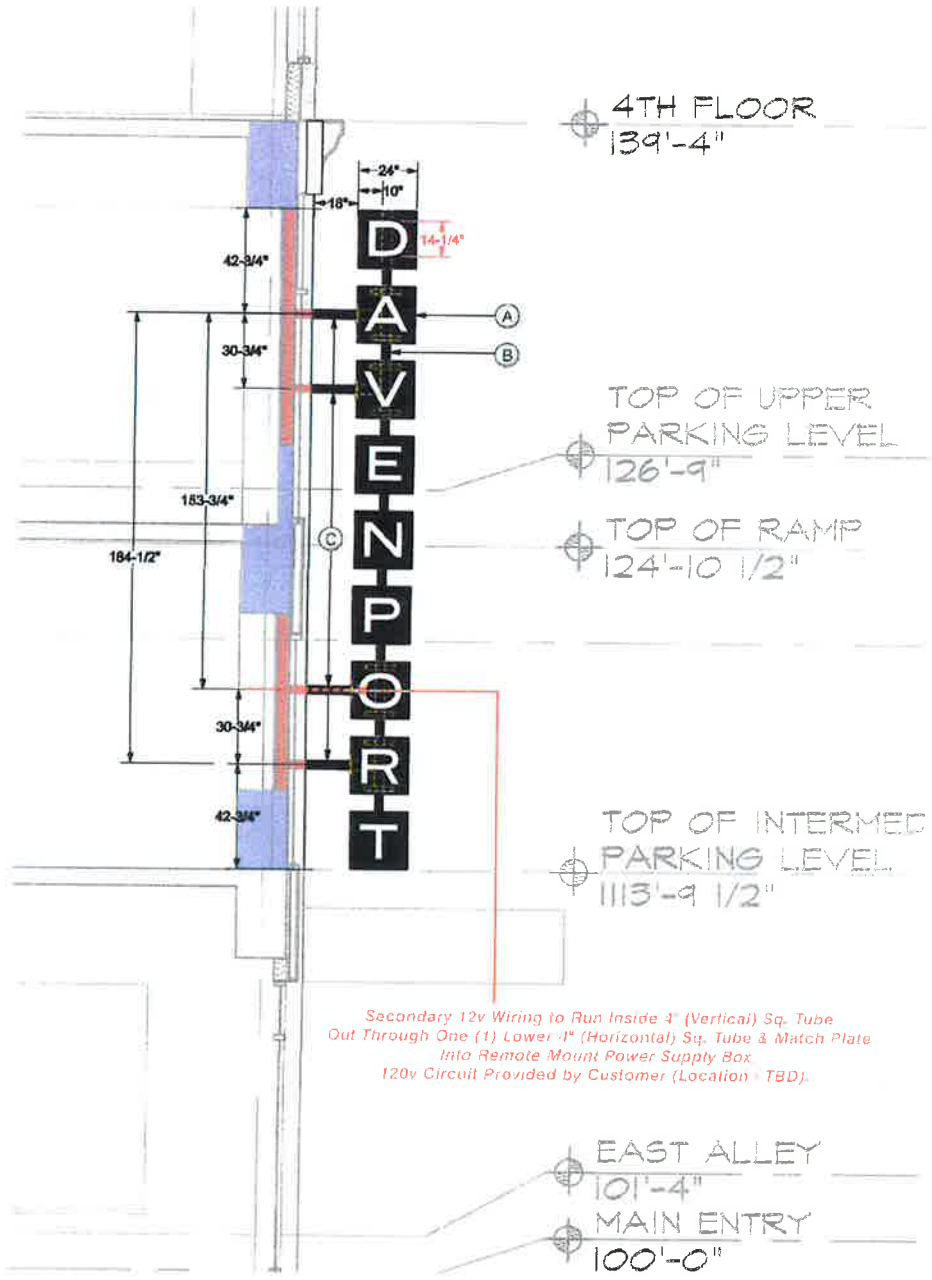 4TH FLOOR
139'-4"
24"
10"
18"
D
14-1/4"
42-3/4"
A
A
B
30-3/4"
V
TOP OF UPPER
PARKING LEVEL
126'-9"
E
153-3/4"
TOP OF RAMP
124'-10 1/2"
N
C
184-1/2"
P
O
30-3/4"
R
42-3/4"
T
TOP OF INTERMED
PARKING LEVEL
1113'-9 1/2"
Secondary 12v Wiring to Run Inside 4" (Vertical) Sq. Tube
Out Through One (1) Lower 4" (Horizontal) Sq. Tube & Match Plate
Into Remote Mount Power Supply Box.
120v Circuit Provided by Customer (Location - TBD).
EAST ALLEY
101'-4"
MAIN ENTRY
100'-0"